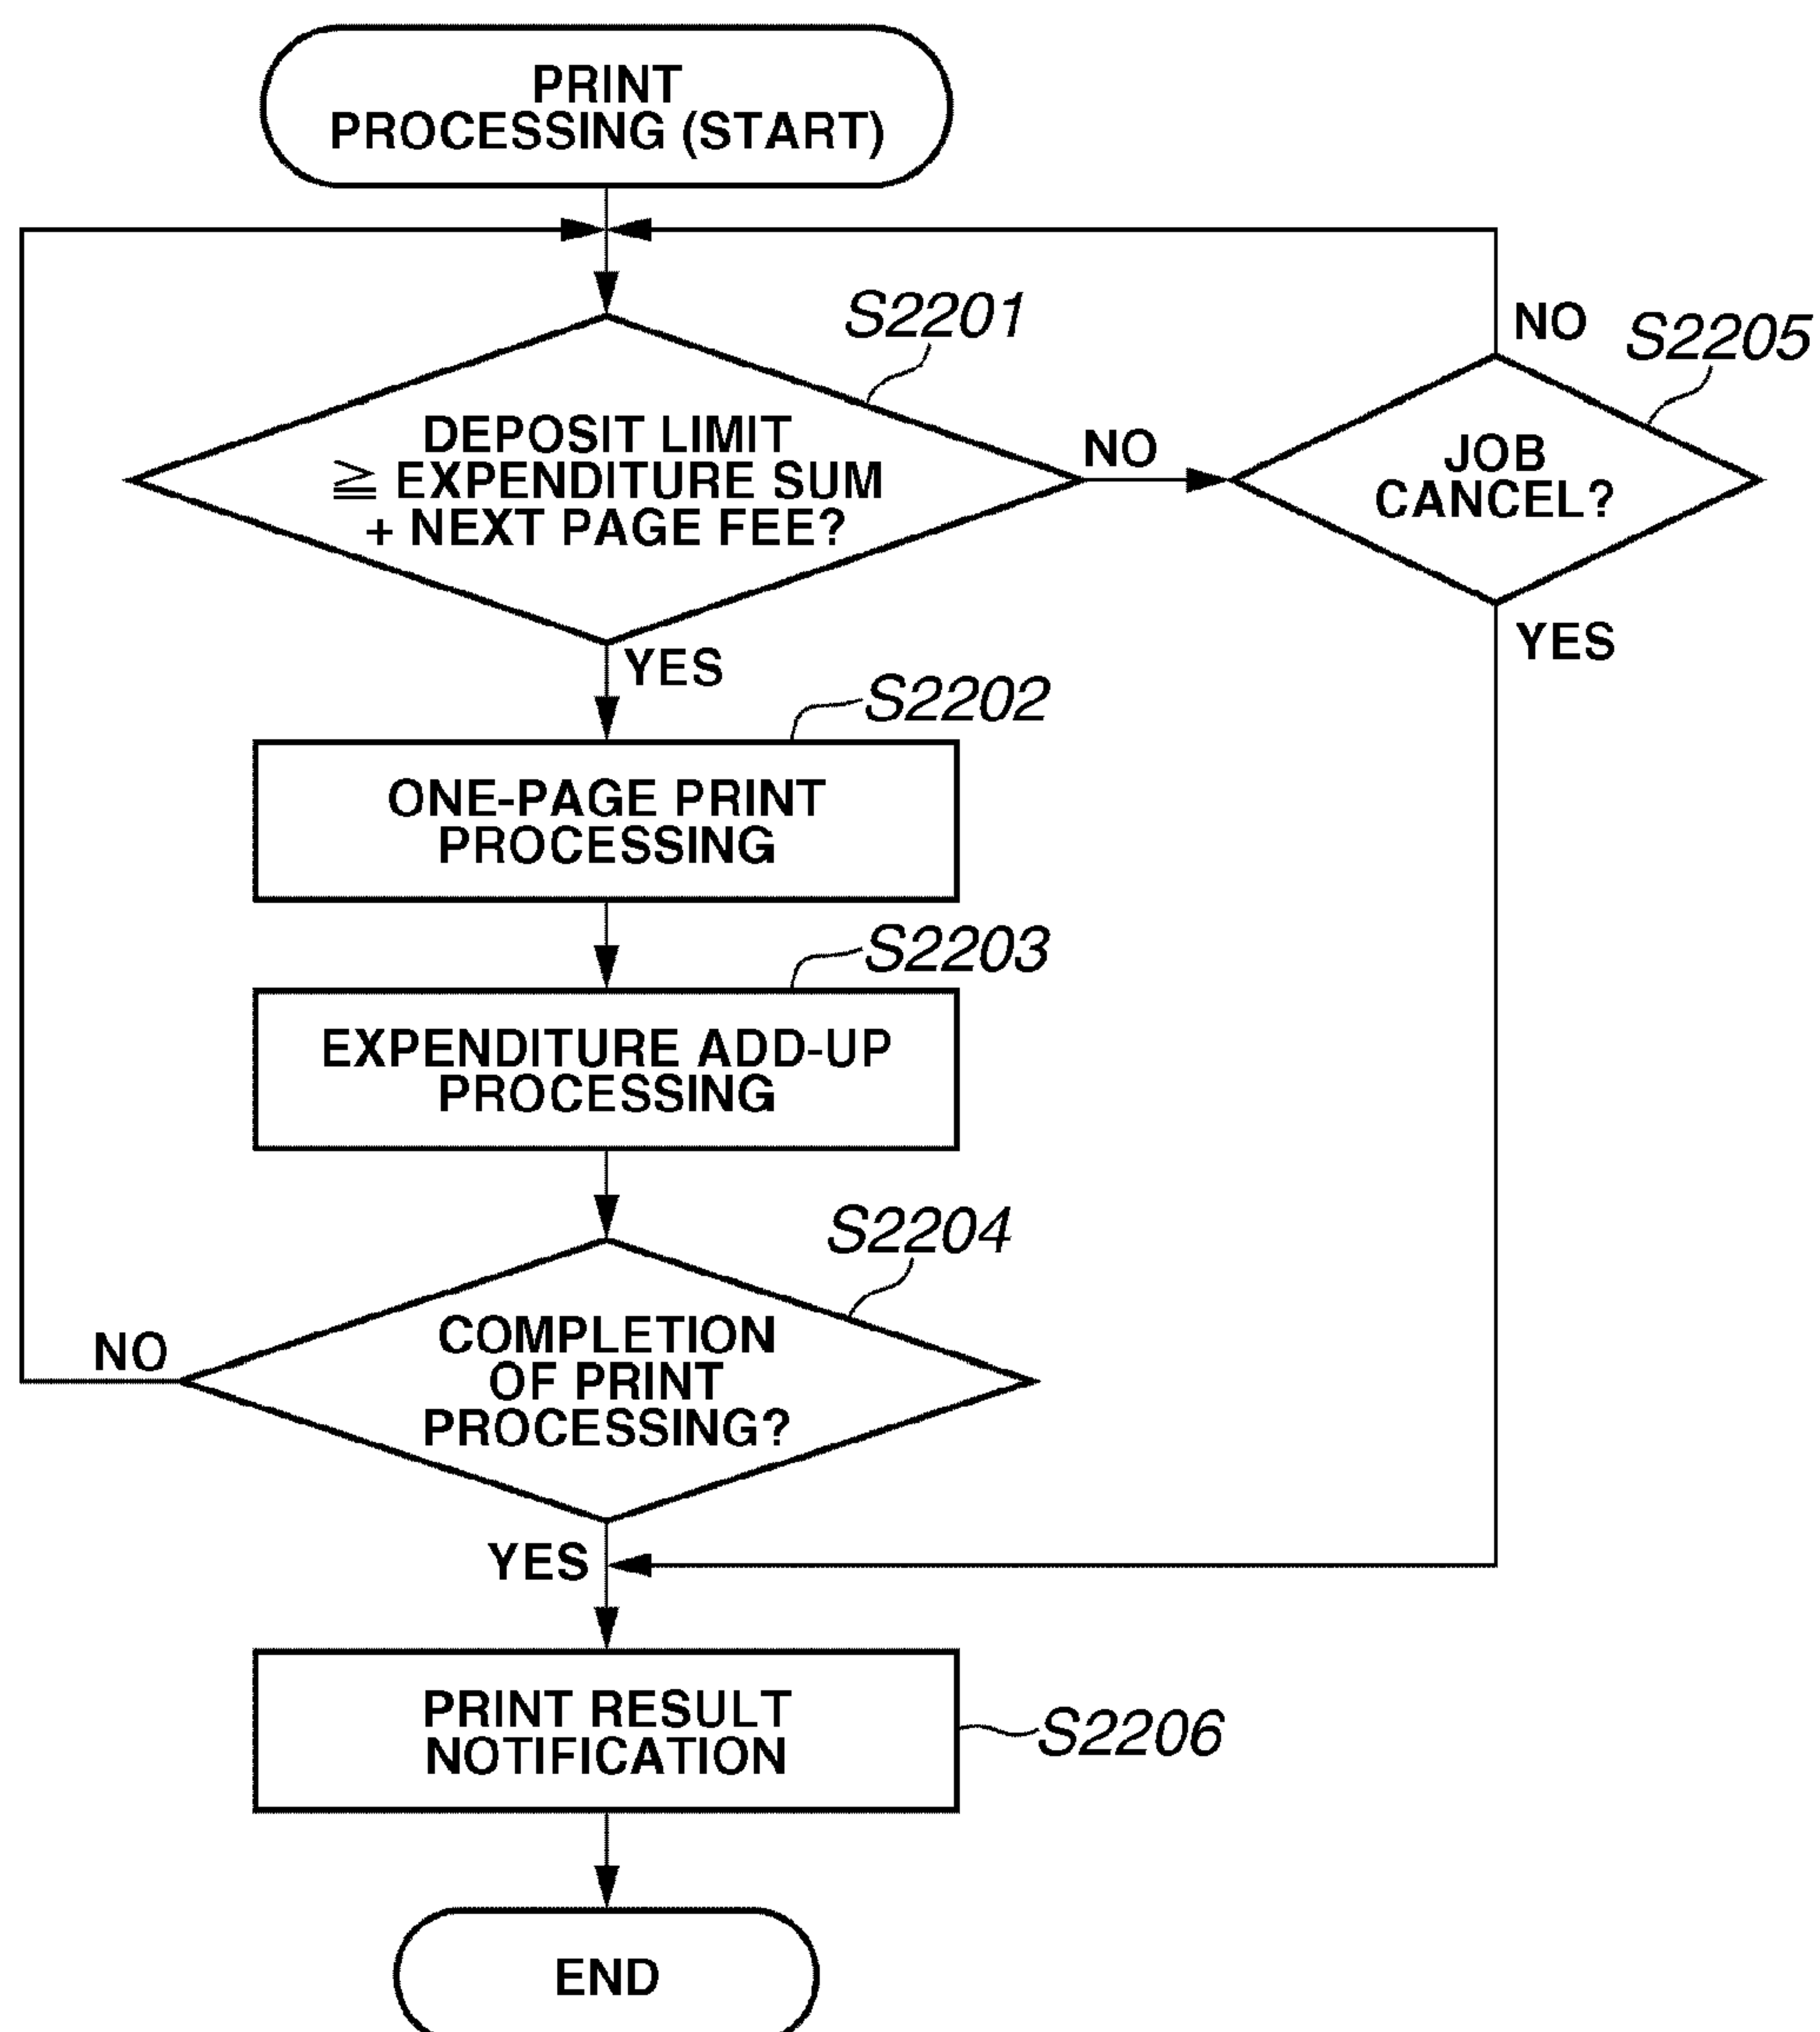 PRINT
PROCESSING (START)
S2201
DEPOSIT LIMIT
≧ EXPENDITURE SUM
+ NEXT PAGE FEE?
NO
NO
S2205
JOB
CANCEL?
YES
YES
S2202
ONE-PAGE PRINT
PROCESSING
S2203
EXPENDITURE ADD-UP
PROCESSING
S2204
COMPLETION
OF PRINT
PROCESSING?
NO
YES
PRINT RESULT
NOTIFICATION
S2206
END